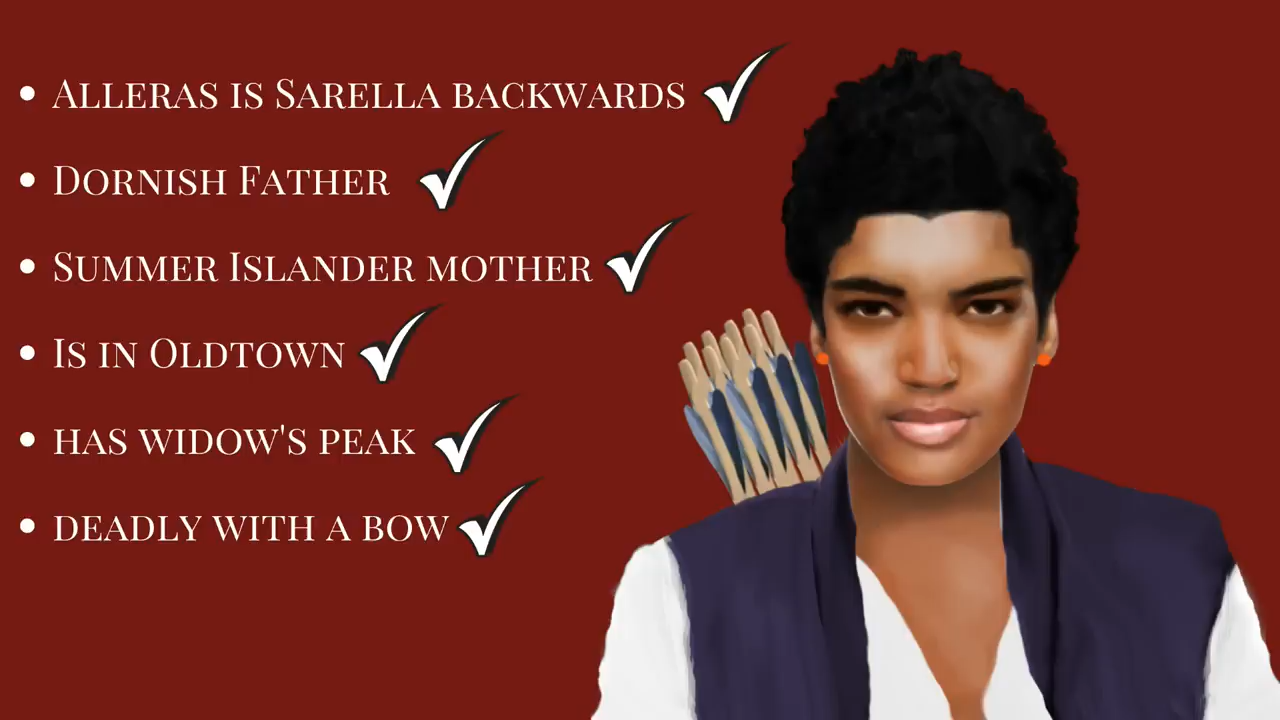 • Alleras is Sarella backwards
• Dornish Father
• Summer Islander mother
• Is in Oldtown
• has widow's peak
• deadly with a bow